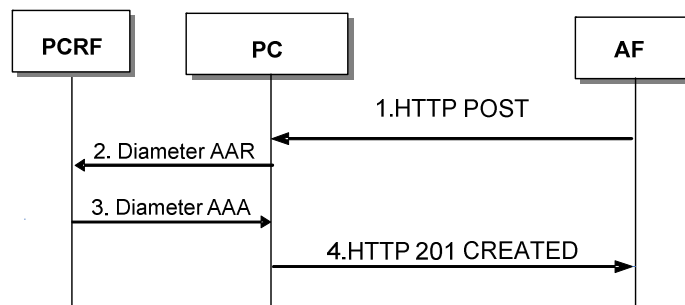 PCRF
PC
AF
1.HTTP POST
2. Diameter AAR
3. Diameter AAA
4.HTTP 201 CREATED